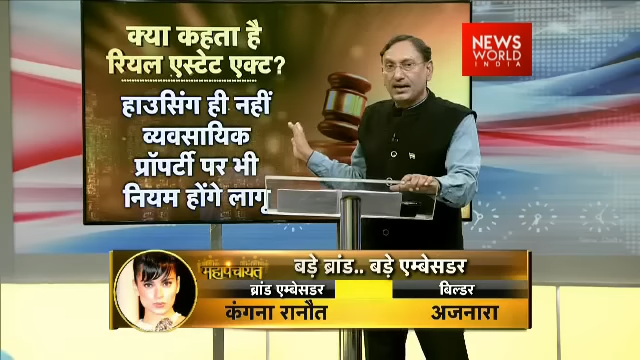 क्या कहता है
रियल एस्टेट एक्ट?
हाउसिंग ही नहीं
व्यवसायिक
प्रॉपर्टी पर भी
नियम होंगे लागू
NEWS
WORLD
INDIA
महापंचायत
बड़े ब्रांड.. बड़े एम्बेसडर
ब्रांड एम्बेसडर
बिल्डर
कंगना रानौत
अजनारा